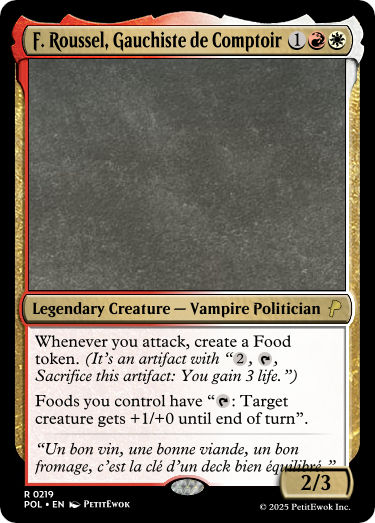 F. Roussel, Gauchiste de Comptoir 1
Legendary Creature — Vampire Politician
Whenever you attack, create a Food
token. (It's an artifact with “2, ,
Sacrifice this artifact: You gain 3 life.”)
Foods you control have “ : Target
creature gets +1/+0 until end of turn”.
“Un bon vin, une bonne viande, un bon
fromage, c’est la clé d’un deck bien équilibré.”
2/3
R 0219
POL • EN PetitEwok
© 2025 PetitEwok Inc.